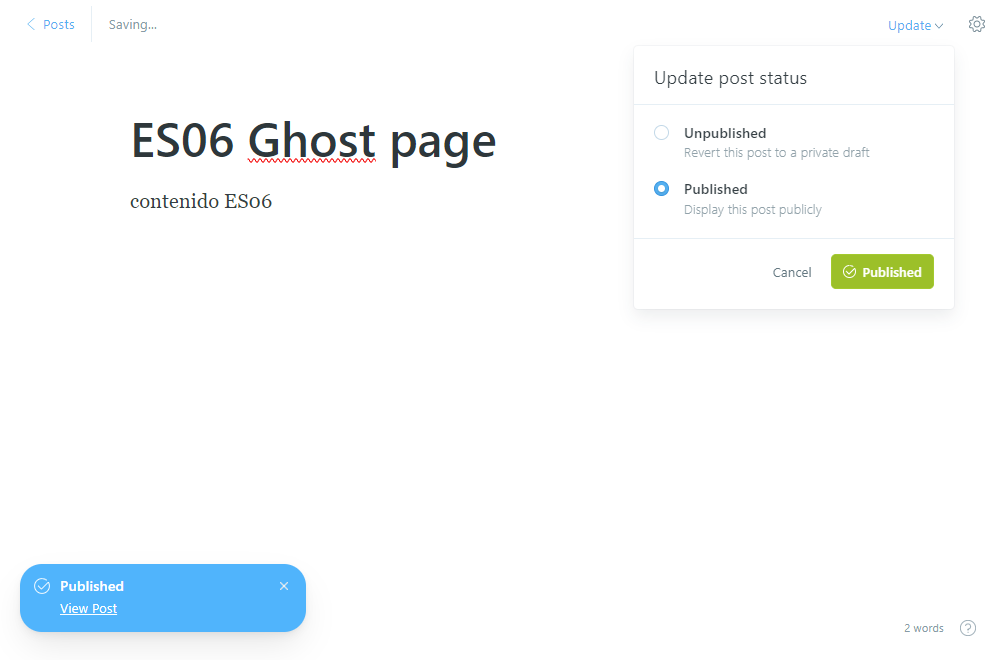 Posts
Saving...
Update
Update post status
ES06 Ghost page
Unpublished
Revert this post to a private draft
Published
Display this post publicly
contenido ES06
Cancel
Published
Published
View Post
2 words
?